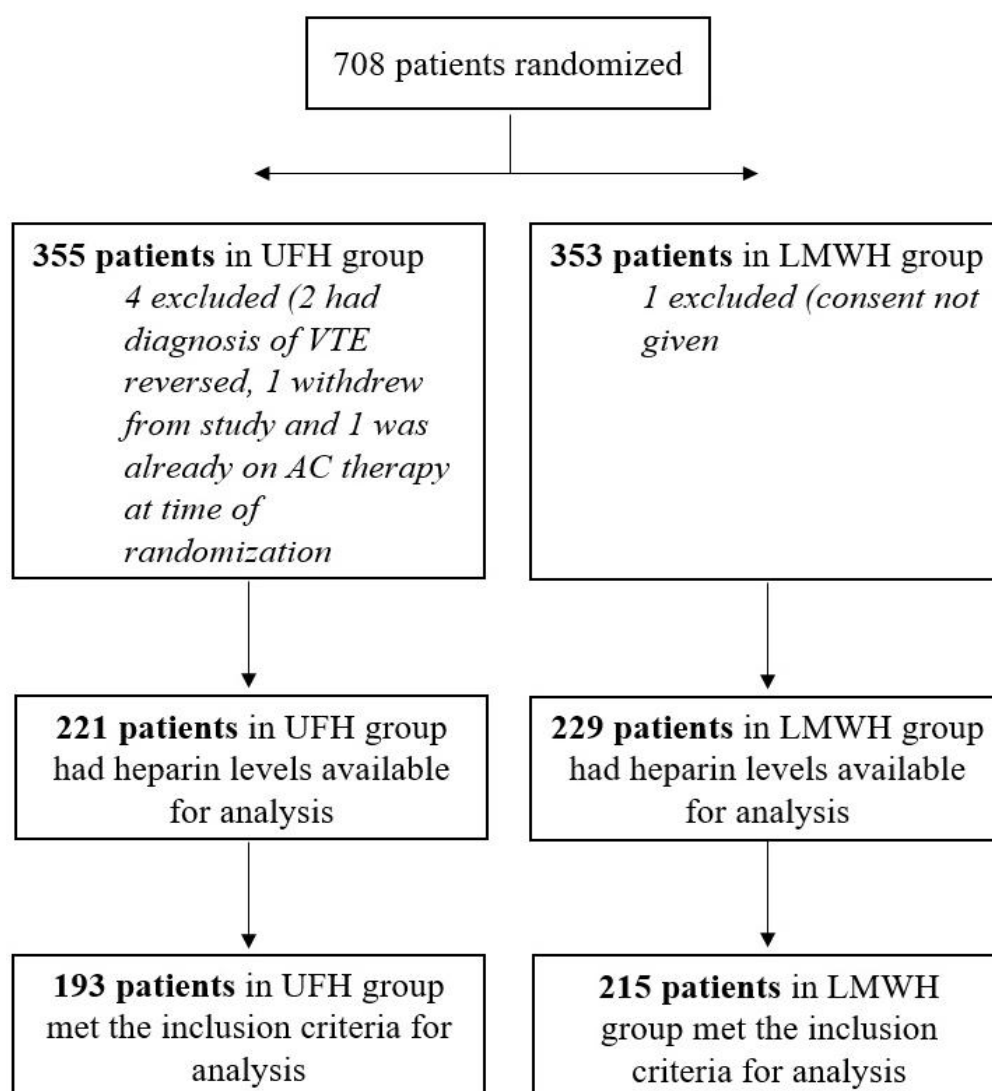 708 patients randomized
355 patients in UFH group
4 excluded (2 had
diagnosis of VTE
reversed, 1 withdrew
from study and 1 was
already on AC therapy
at time of
randomization
353 patients in LMWH group
1 excluded (consent not
given
221 patients in UFH group
had heparin levels available
for analysis
229 patients in LMWH group
had heparin levels available
for analysis
193 patients in UFH group
met the inclusion criteria for
analysis
215 patients in LMWH
group met the inclusion
criteria for analysis